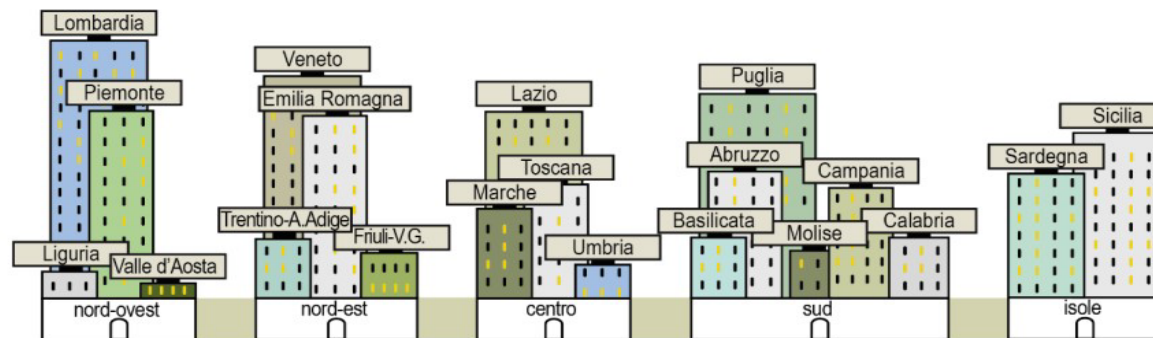 Lombardia
Piemonte
Liguria
Valle d'Aosta
nord-ovest
Veneto
Emilia Romagna
Trentino-A.Adige
Friuli-V.G.
nord-est
Lazio
Toscana
Marche
Umbria
centro
Puglia
Abruzzo
Campania
Basilicata
Molise
Calabria
sud
Sicilia
Sardegna
isole